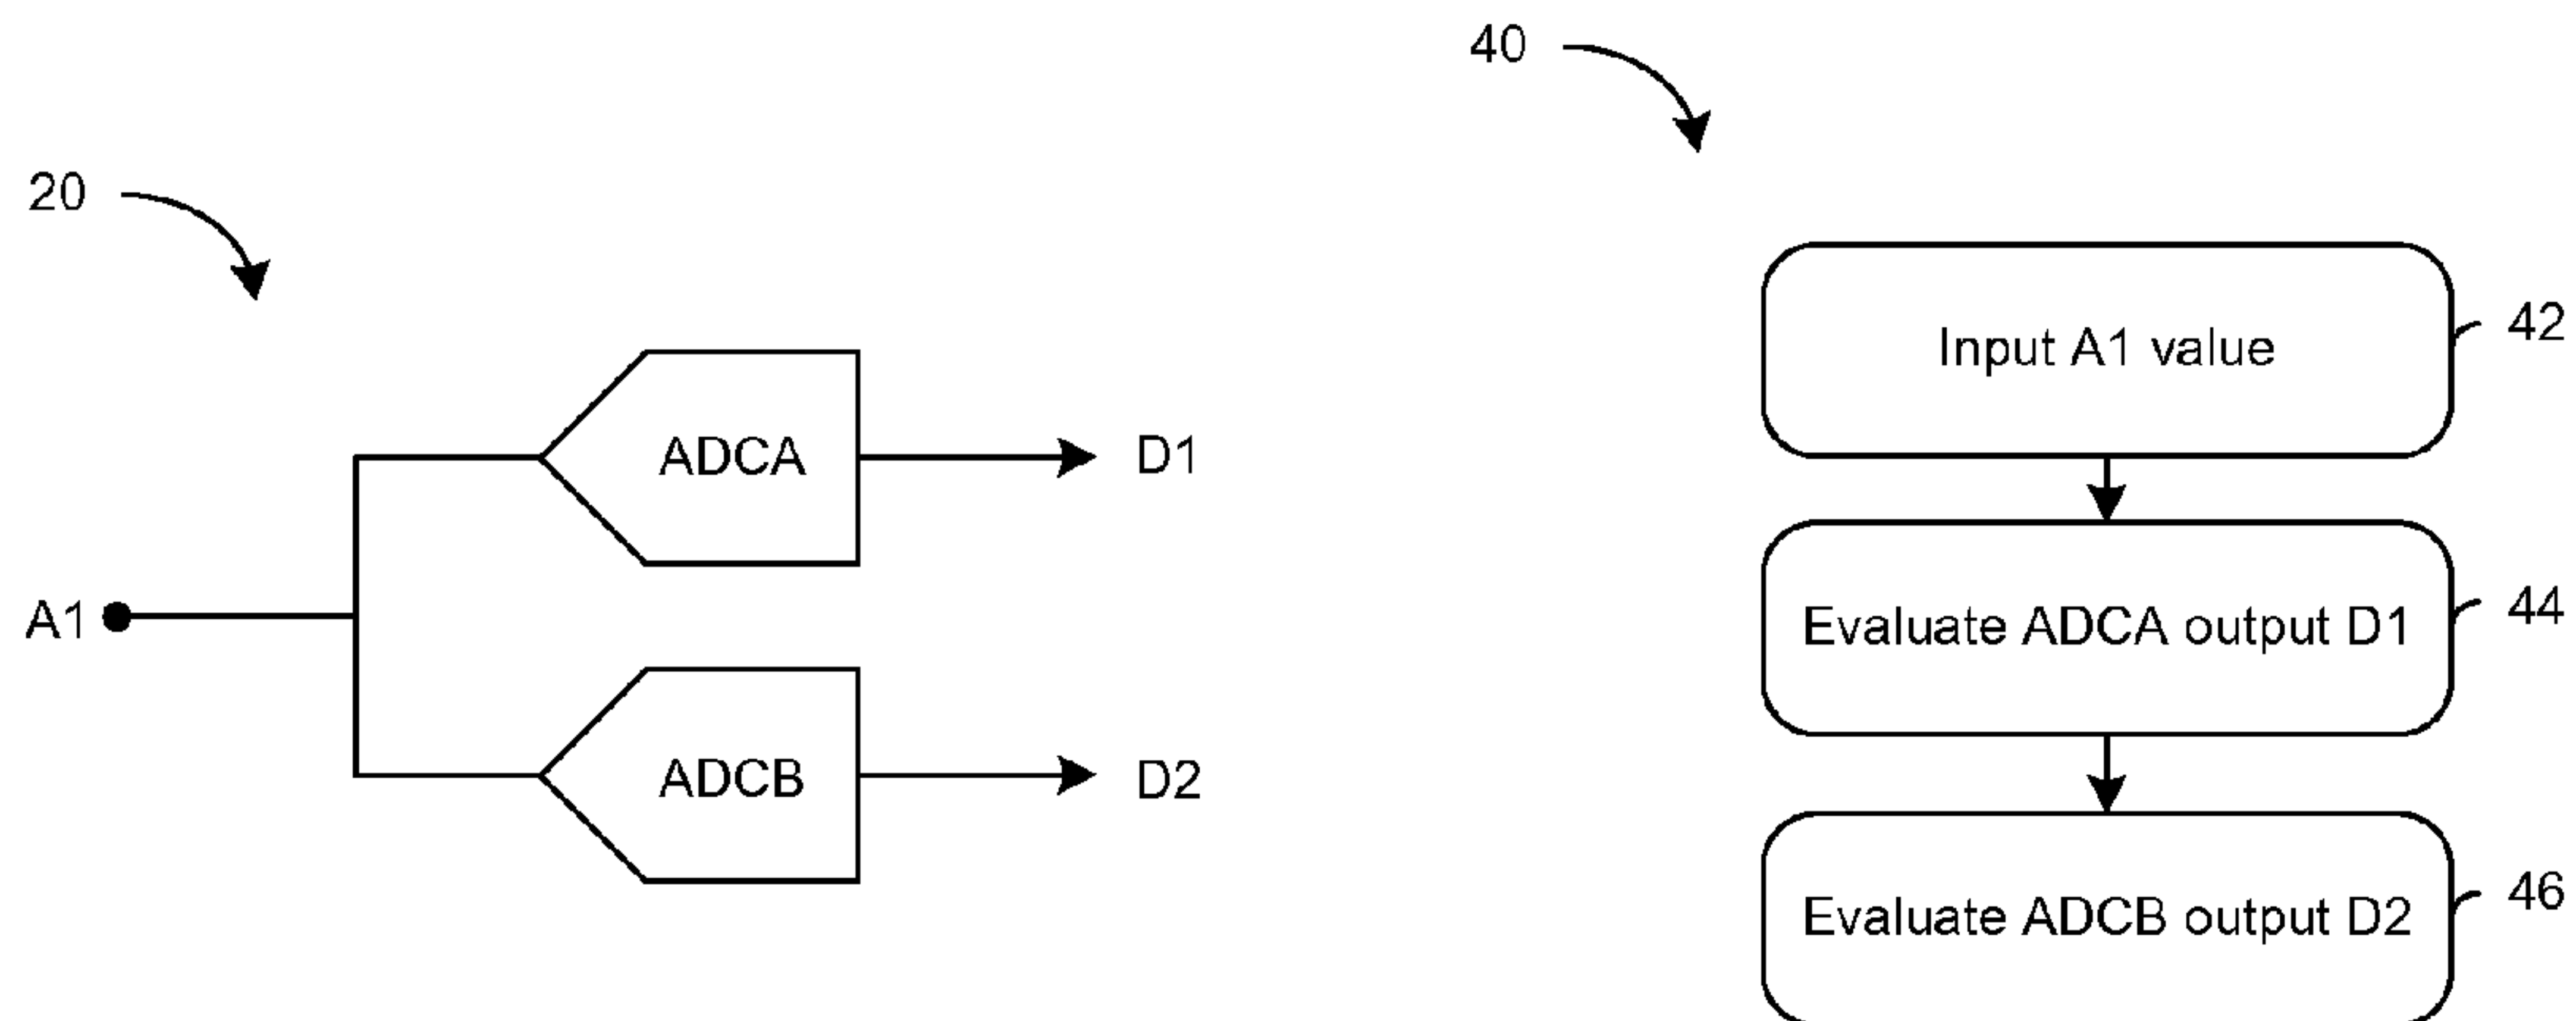 20
A1
ADCA
D1
ADCB
D2
40
Input A1 value
42
Evaluate ADCA output D1
44
Evaluate ADCB output D2
46